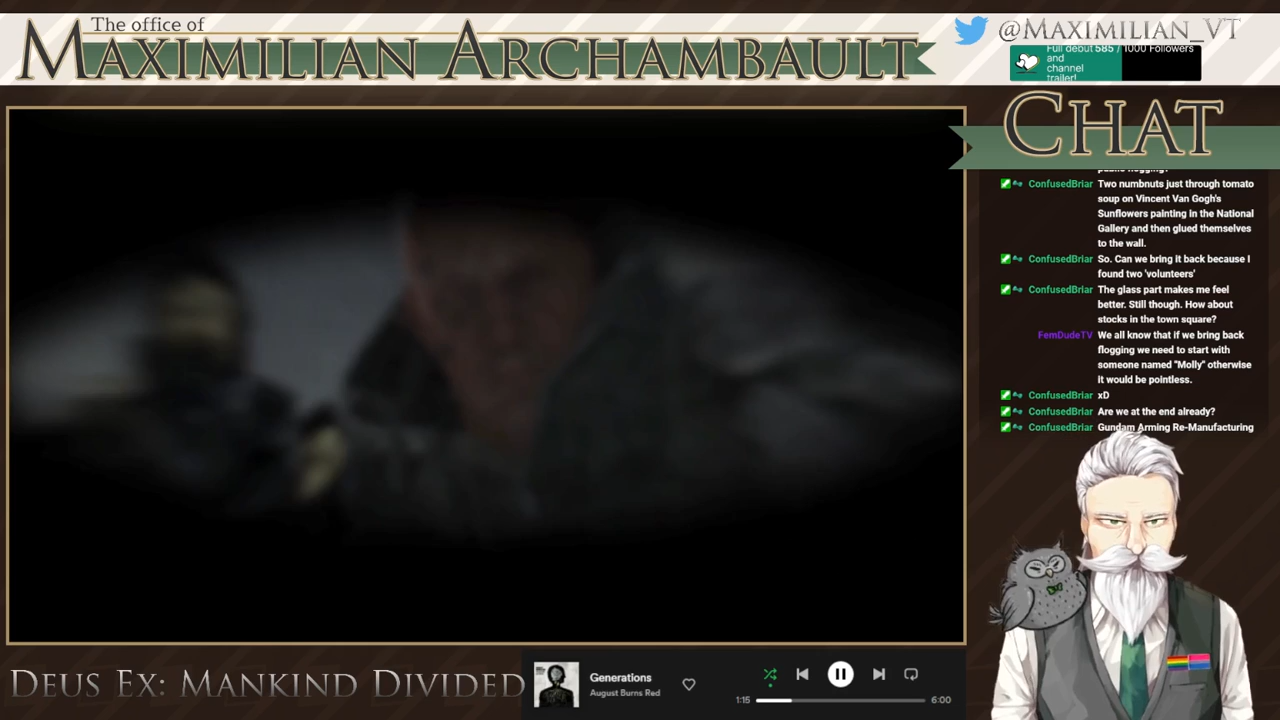 The office of
MAXIMILIAN ARCHAMBAULT
@MAXIMILIAN_VT
Full debut 585 / 1000 Followers
and
channel
trailer!
CHAT
public flogging?
ConfusedBriar Two numbnuts just through tomato
soup on Vincent Van Gogh's
Sunflowers painting in the National
Gallery and then glued themselves
to the wall.
ConfusedBriar So. Can we bring it back because I
found two 'volunteers'
ConfusedBriar The glass part makes me feel
better. Still though. How about
stocks in the town square?
FemDudeTV We all know that if we bring back
flogging we need to start with
someone named "Molly" otherwise
it would be pointless.
ConfusedBriar xD
ConfusedBriar Are we at the end already?
ConfusedBriar Gundam Arming Re-Manufacturing
DEUS EX: MANKIND DIVIDED
Generations
August Burns Red
1:15
6:00